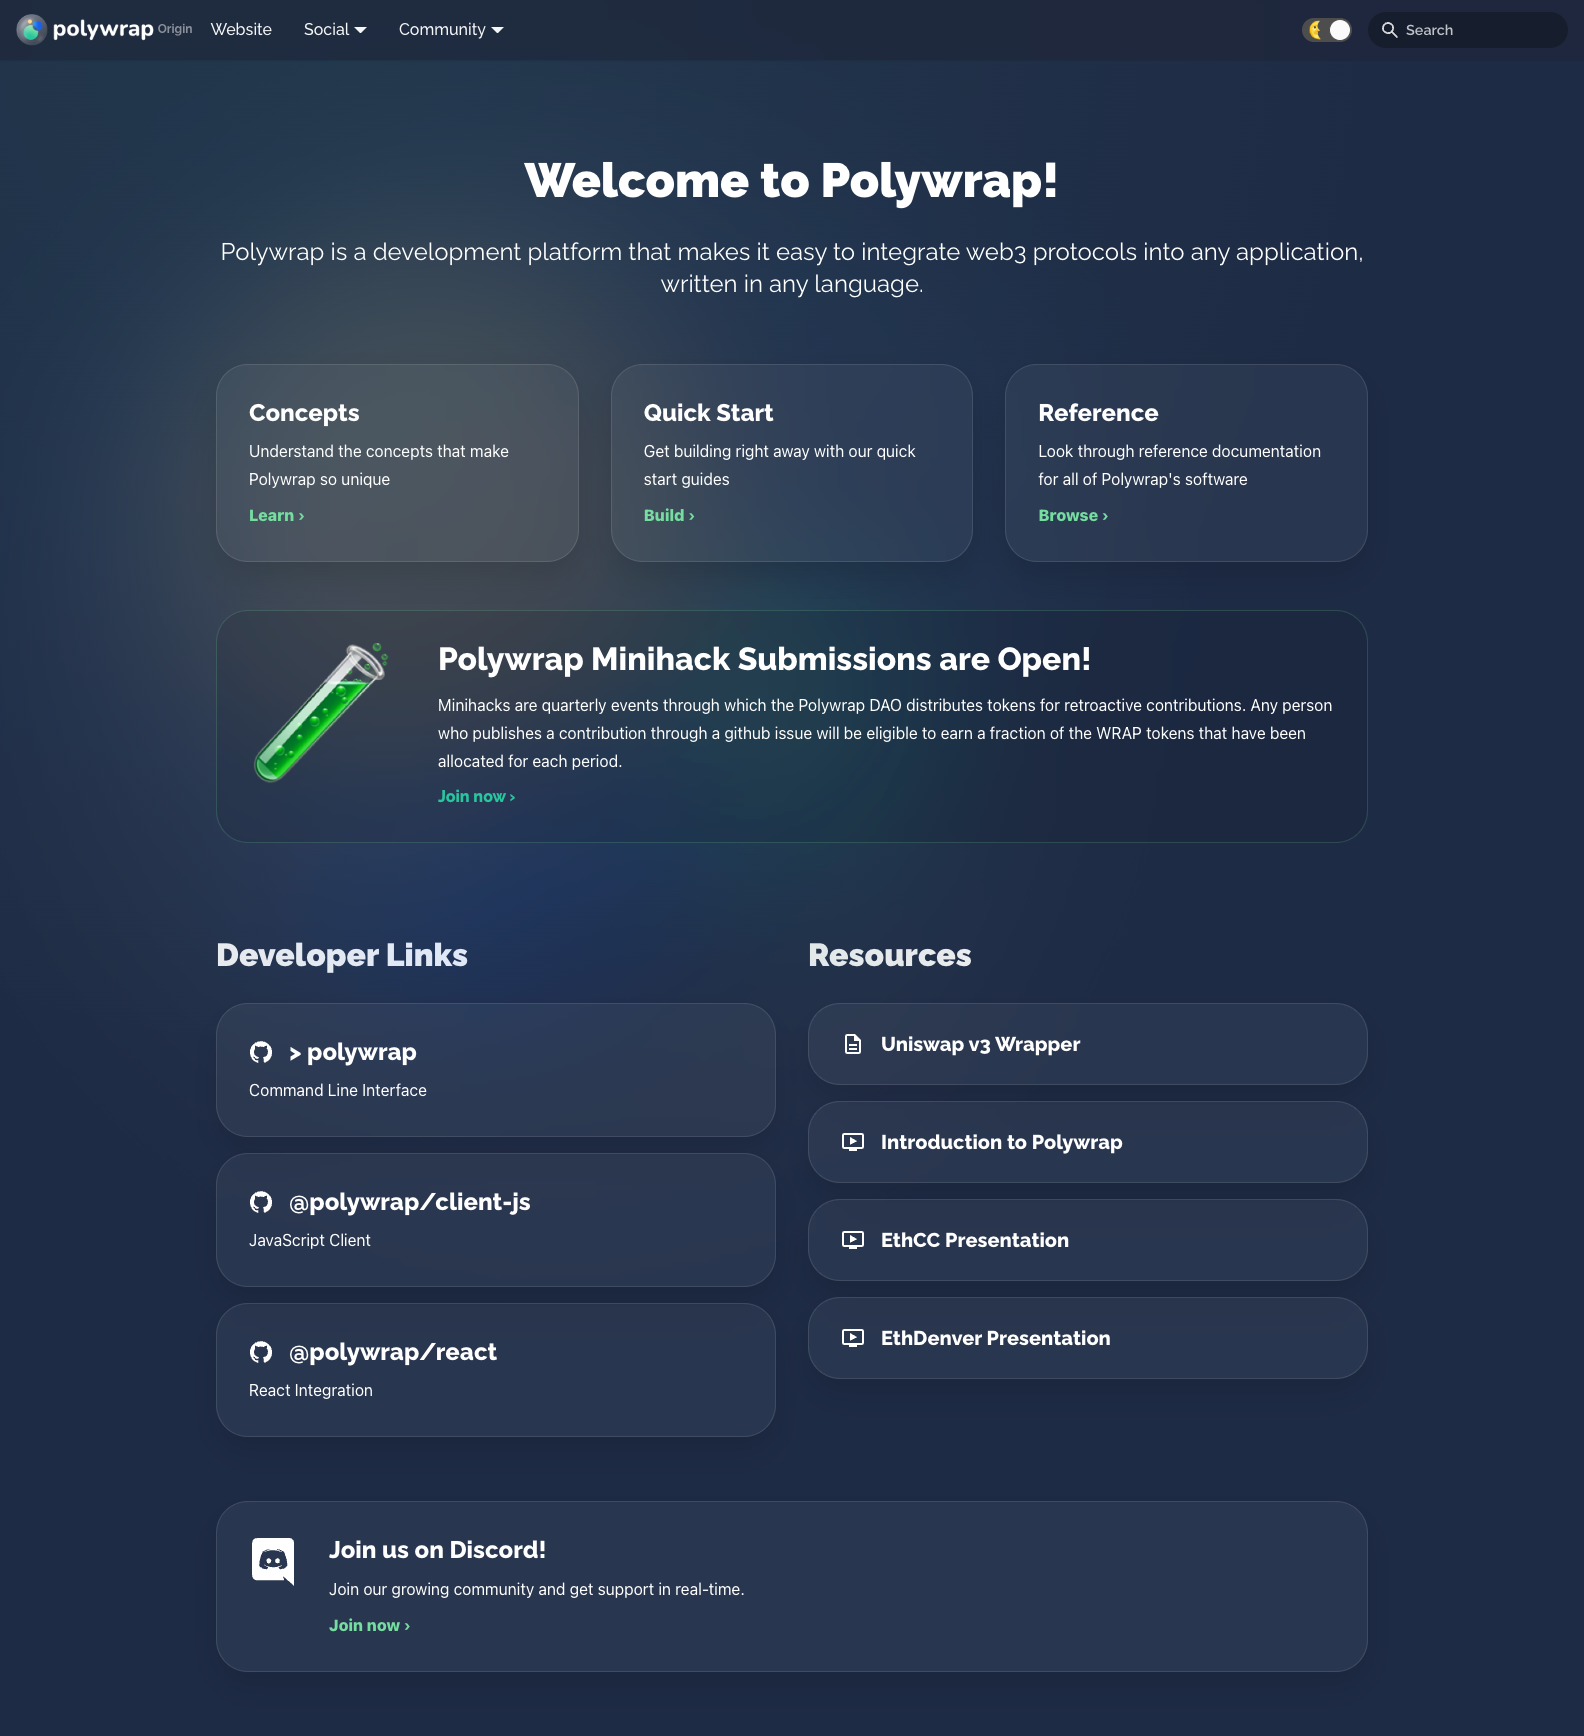 polywrap Origin Website Social Community Search
Welcome to Polywrap!
Polywrap is a development platform that makes it easy to integrate web3 protocols into any application,
written in any language.
Concepts
Understand the concepts that make
Polywrap so unique
Learn ›
Quick Start
Get building right away with our quick
start guides
Build ›
Reference
Look through reference documentation
for all of Polywrap's software
Browse ›
Polywrap Minihack Submissions are Open!
Minihacks are quarterly events through which the Polywrap DAO distributes tokens for retroactive contributions. Any person
who publishes a contribution through a github issue will be eligible to earn a fraction of the WRAP tokens that have been
allocated for each period.
Join now ›
Developer Links
> polywrap
Command Line Interface
@polywrap/client-js
JavaScript Client
@polywrap/react
React Integration
Resources
Uniswap v3 Wrapper
Introduction to Polywrap
EthCC Presentation
EthDenver Presentation
Join us on Discord!
Join our growing community and get support in real-time.
Join now ›